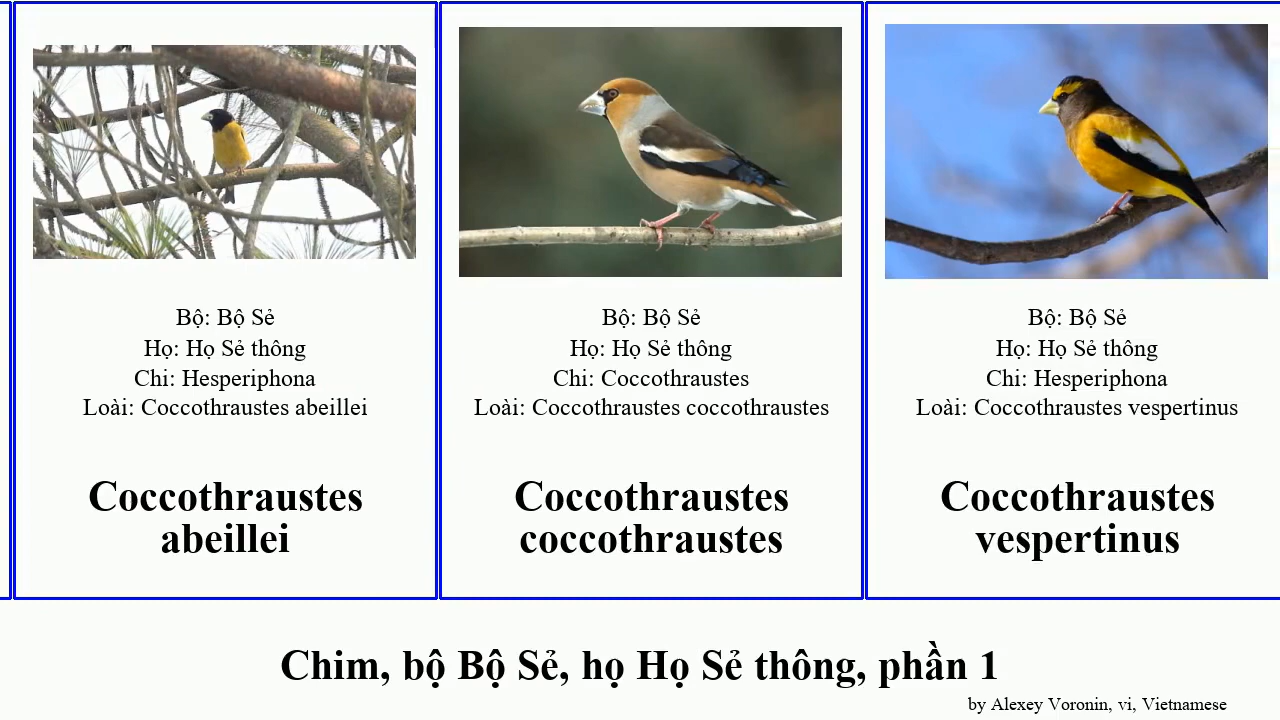 Bộ: Bộ Sẻ
Họ: Họ Sẻ thông
Chi: Hesperiphona
Loài: Coccothraustes abeillei
Coccothraustes
abeillei
Bộ: Bộ Sẻ
Họ: Họ Sẻ thông
Chi: Coccothraustes
Loài: Coccothraustes coccothraustes
Coccothraustes
coccothraustes
Bộ: Bộ Sẻ
Họ: Họ Sẻ thông
Chi: Hesperiphona
Loài: Coccothraustes vespertinus
Coccothraustes
vespertinus
Chim, bộ Bộ Sẻ, họ Họ Sẻ thông, phần 1
by Alexey Voronin, vi, Vietnamese